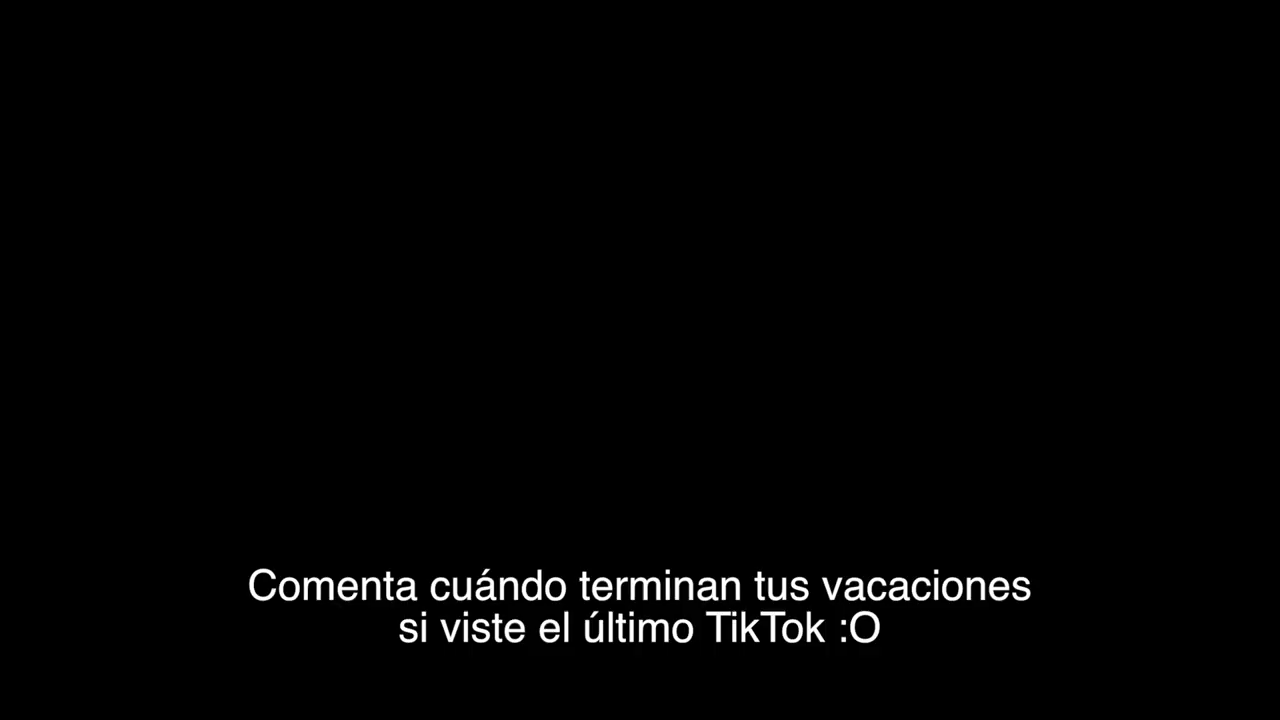 Comenta cuándo terminan tus vacaciones
si viste el último TikTok :O